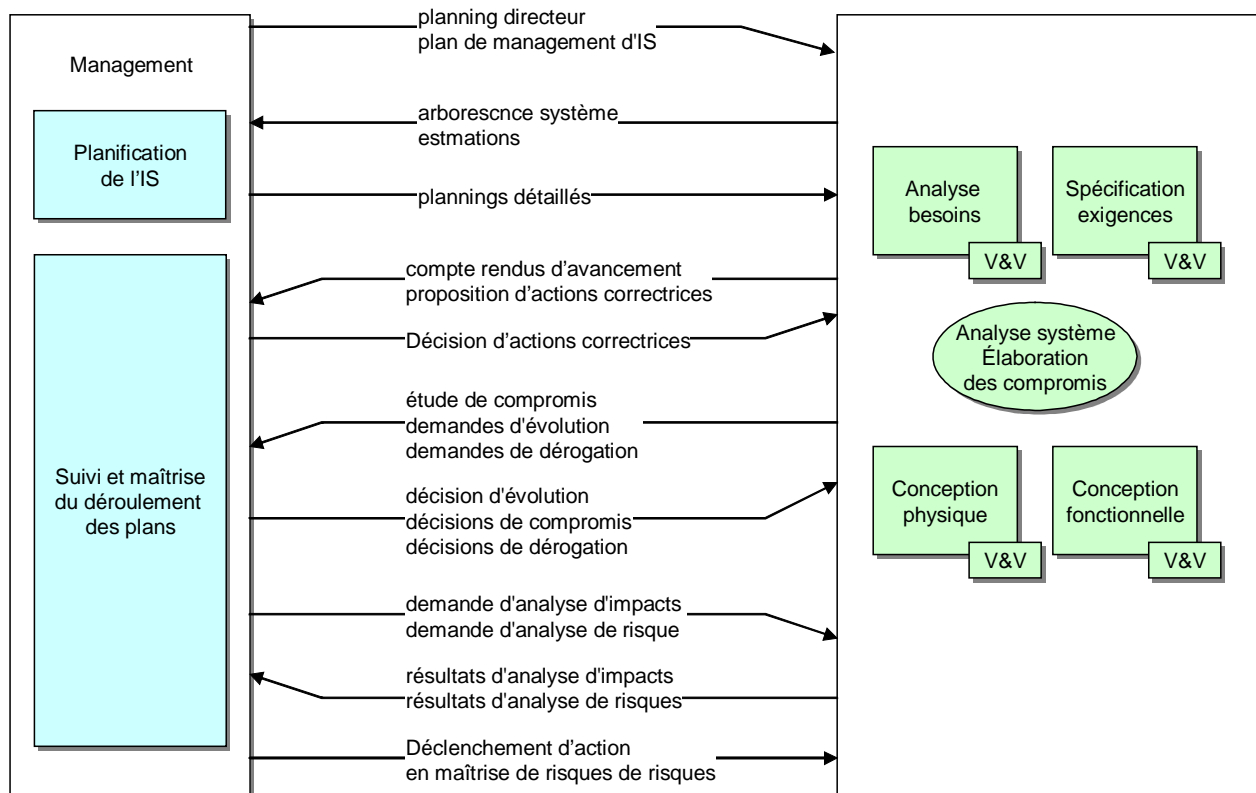 Management
Planification
de l'IS
Suivi et maîtrise
du déroulement
des plans
planning directeur
plan de management d'IS
arborescnce système
estmations
plannings détaillés
compte rendus d'avancement
proposition d'actions correctrices
Décision d'actions correctrices
étude de compromis
demandes d'évolution
demandes de dérogation
décision d'évolution
décisions de compromis
décisions de dérogation
demande d'analyse d'impacts
demande d'analyse de risque
résultats d'analyse d'impacts
résultats d'analyse de risques
Déclenchement d'action
en maîtrise de risques de risques
Analyse
besoins
V&V
Spécification
exigences
V&V
Analyse système
Élaboration
des compromis
Conception
physique
V&V
Conception
fonctionnelle
V&V